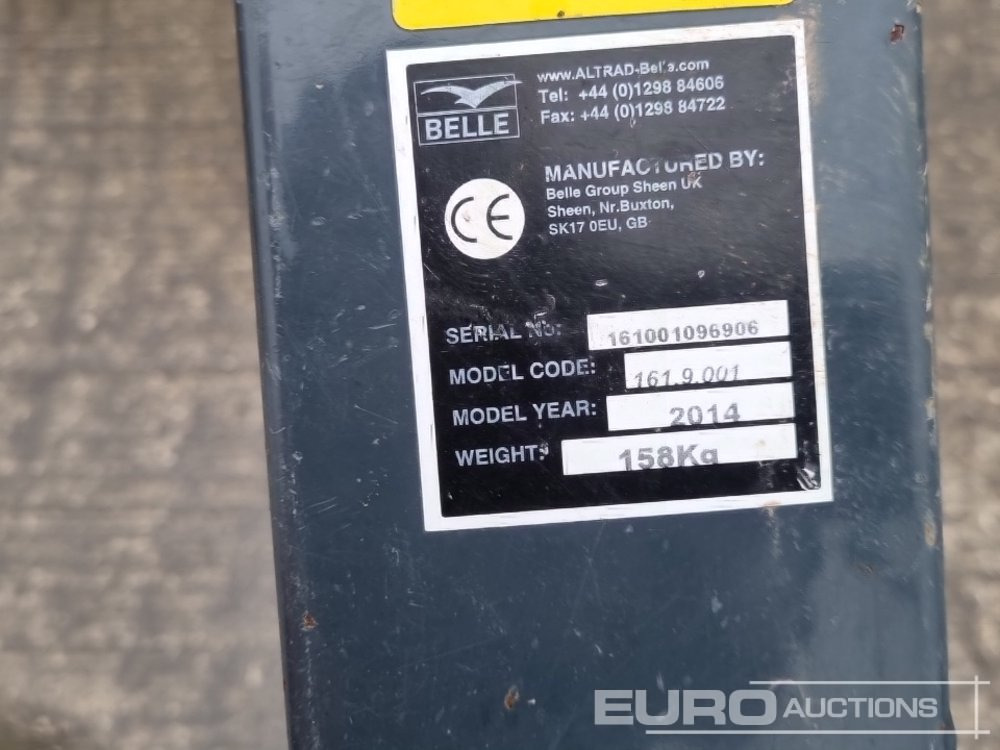 BELLE
www.ALTRAD-Belle.com
Tel: +44 (0)1298 84606
Fax: +44 (0)1298 84722
CE
MANUFACTURED BY:
Belle Group Sheen UK
Sheen, Nr.Buxton,
SK17 0EU, GB
SERIAL No: 161001096906
MODEL CODE: 161.9.001
MODEL YEAR: 2014
WEIGHT: 158Kg
EURO AUCTIONS